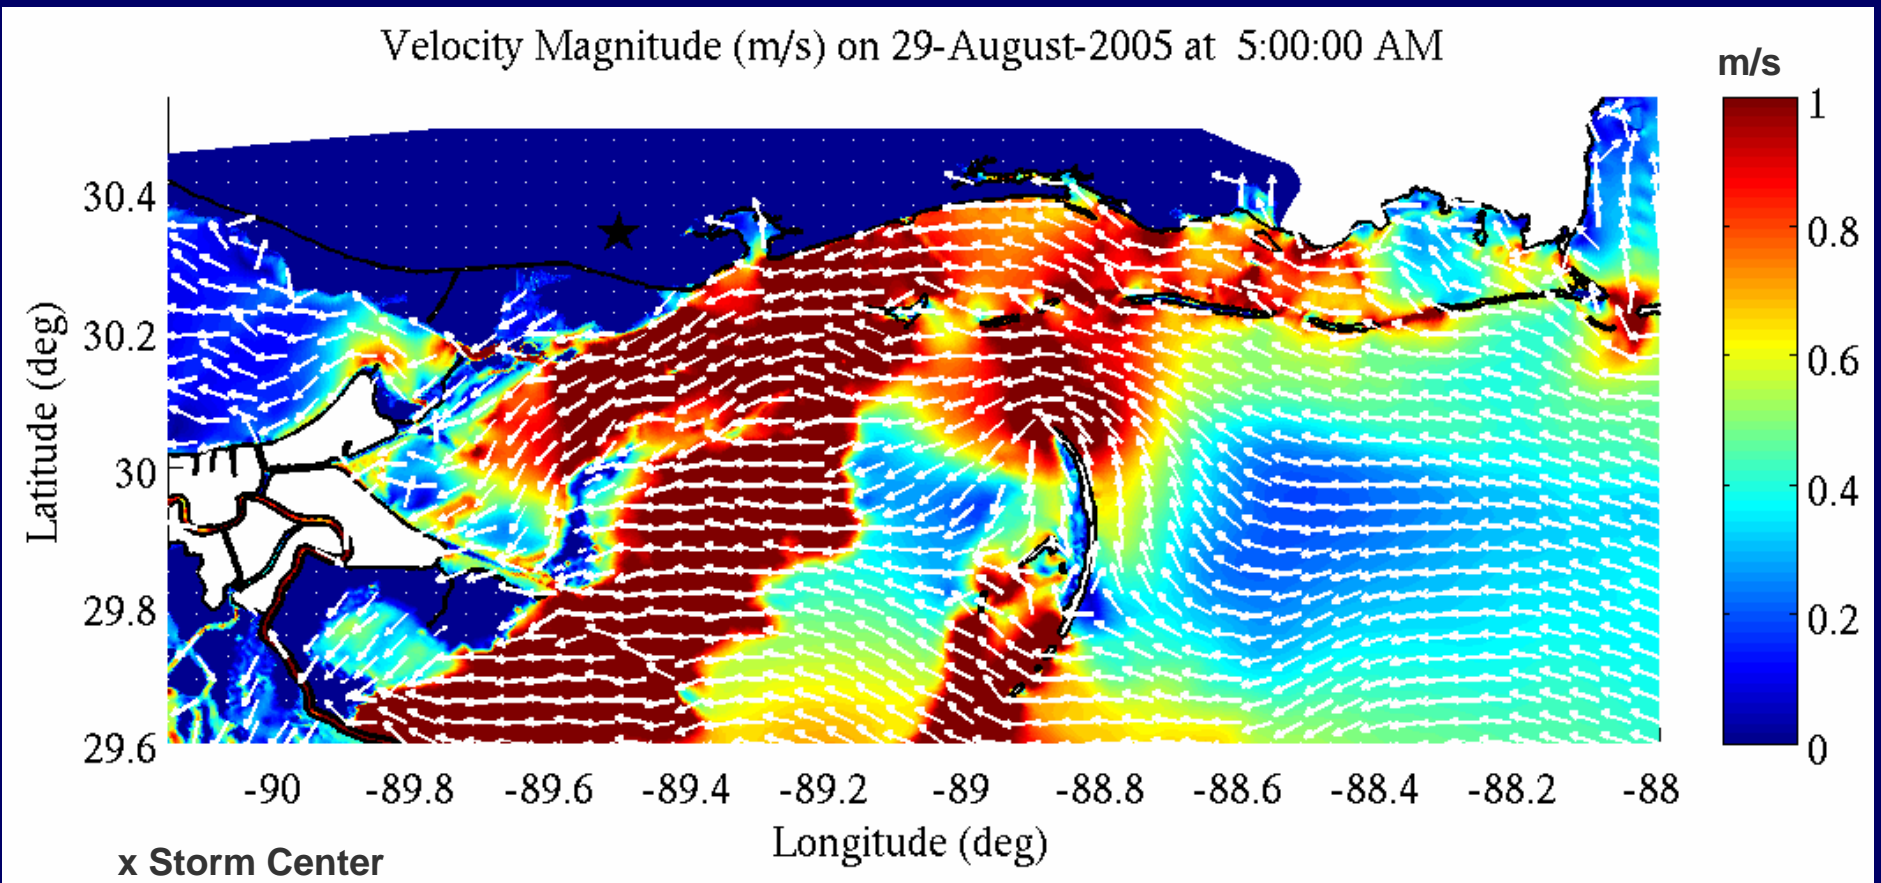 Velocity Magnitude (m/s) on 29-August-2005 at  5:00:00 AM
m/s
1
0.8
0.6
0.4
0.2
0
Latitude (deg)
30.4
30.2
30
29.8
29.6
-90 -89.8 -89.6 -89.4 -89.2 -89 -88.8 -88.6 -88.4 -88.2 -88
Longitude (deg)
x Storm Center